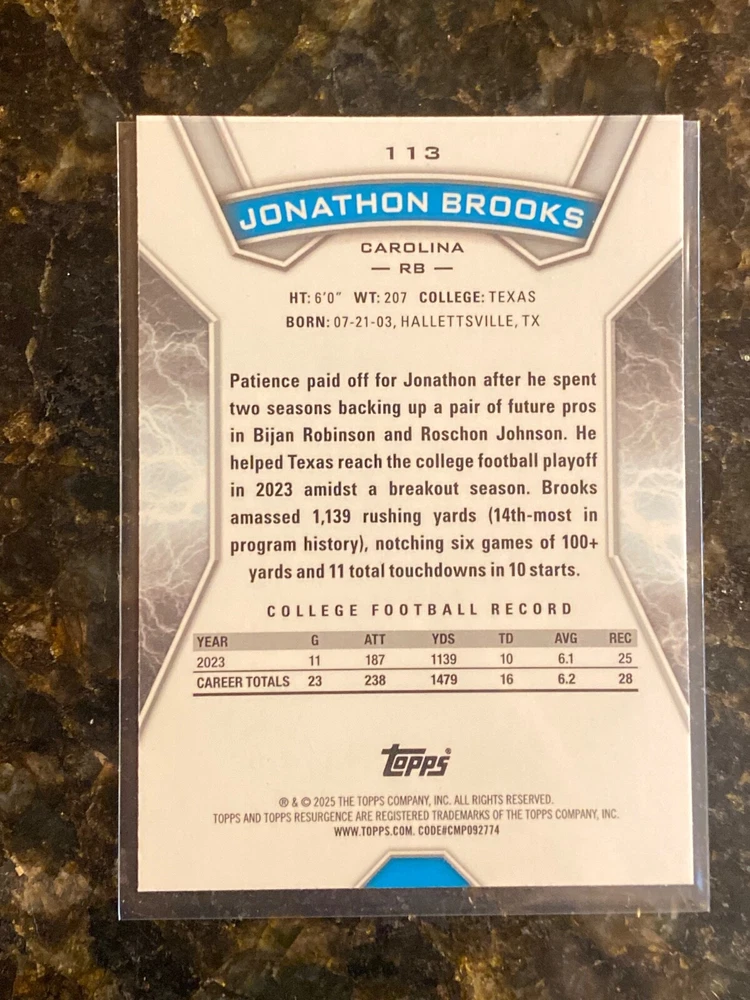 113
JONATHON BROOKS
CAROLINA
— RB —
HT: 6'0" WT: 207 COLLEGE: TEXAS
BORN: 07-21-03, HALLETTSVILLE, TX
Patience paid off for Jonathon after he spent
two seasons backing up a pair of future pros
in Bijan Robinson and Roschon Johnson. He
helped Texas reach the college football playoff
in 2023 amidst a breakout season. Brooks
amassed 1,139 rushing yards (14th-most in
program history), notching six games of 100+
yards and 11 total touchdowns in 10 starts.
COLLEGE FOOTBALL RECORD
YEAR G ATT YDS TD AVG REC
2023 11 187 1139 10 6.1 25
CAREER TOTALS 23 238 1479 16 6.2 28
Topps®
® & © 2025 THE TOPPS COMPANY, INC. ALL RIGHTS RESERVED.
TOPPS AND TOPPS RESURGENCE ARE REGISTERED TRADEMARKS OF THE TOPPS COMPANY, INC.
WWW.TOPPS.COM. CODE#CMP092774